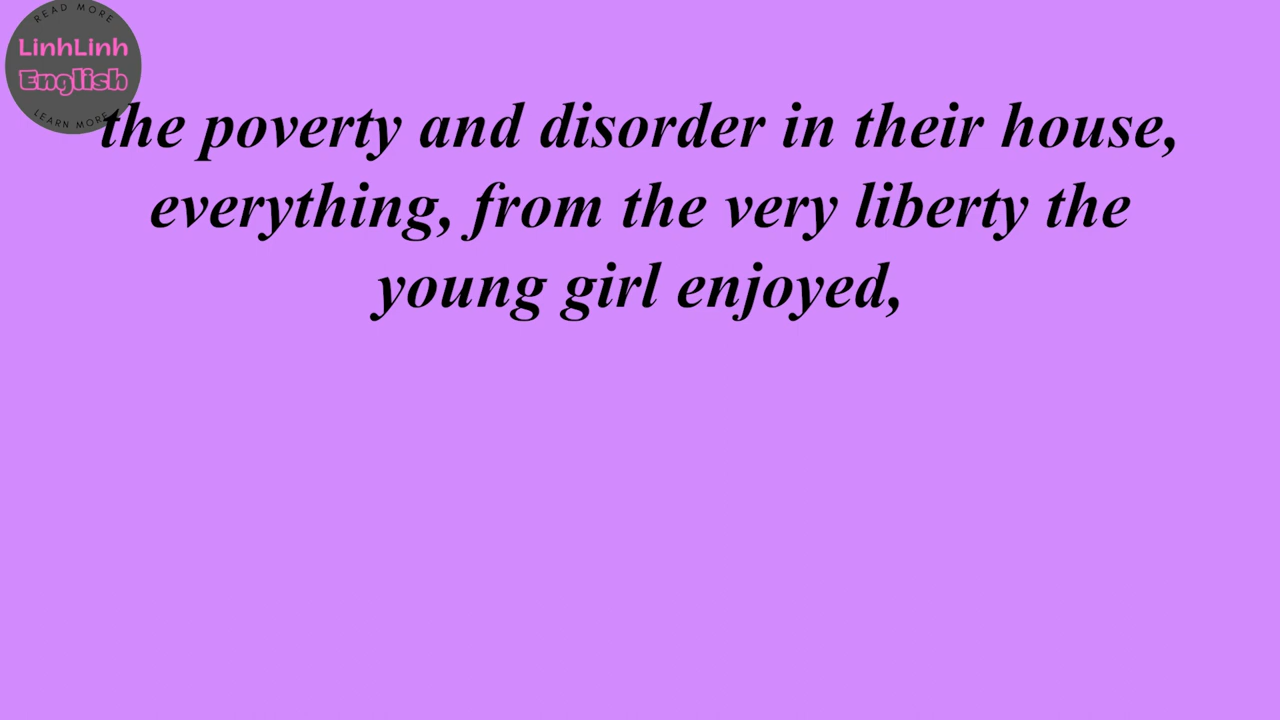 READ MORE
LinhLinh
English
LEARN MORE
the poverty and disorder in their house,
everything, from the very liberty the
young girl enjoyed,